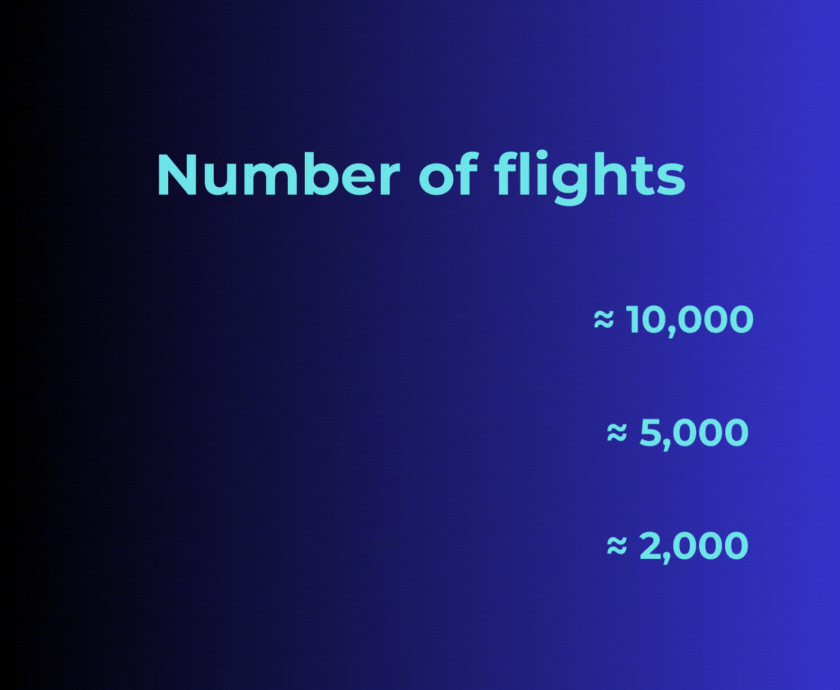 Number of flights
≈ 10,000
≈ 5,000
≈ 2,000